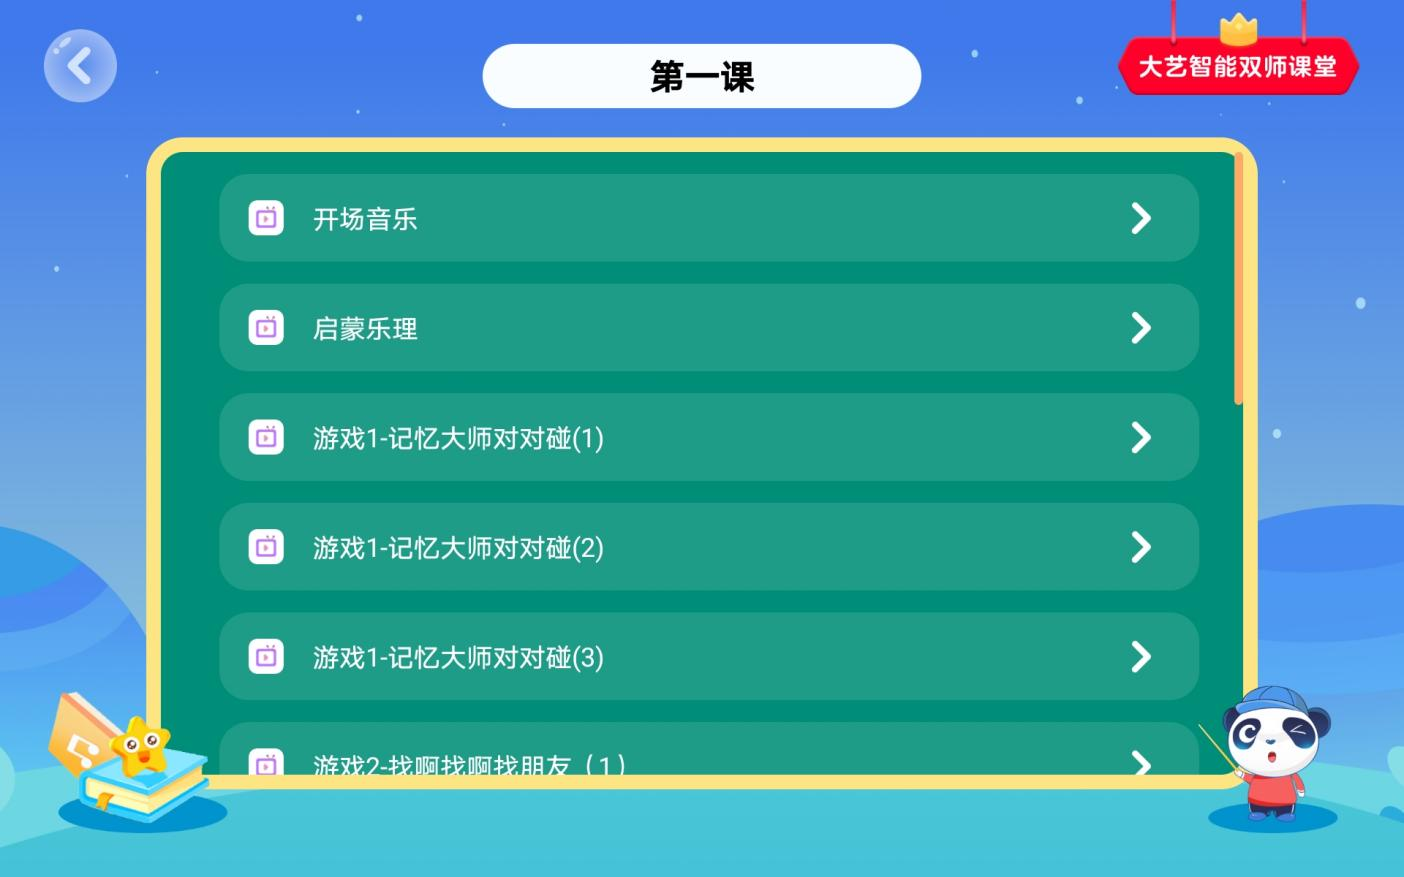 第一课
大艺智能双师课堂
开场音乐
启蒙乐理
游戏1-记忆大师对对碰(1)
游戏1-记忆大师对对碰(2)
游戏1-记忆大师对对碰(3)
游戏2-找啊找啊找朋友（1）